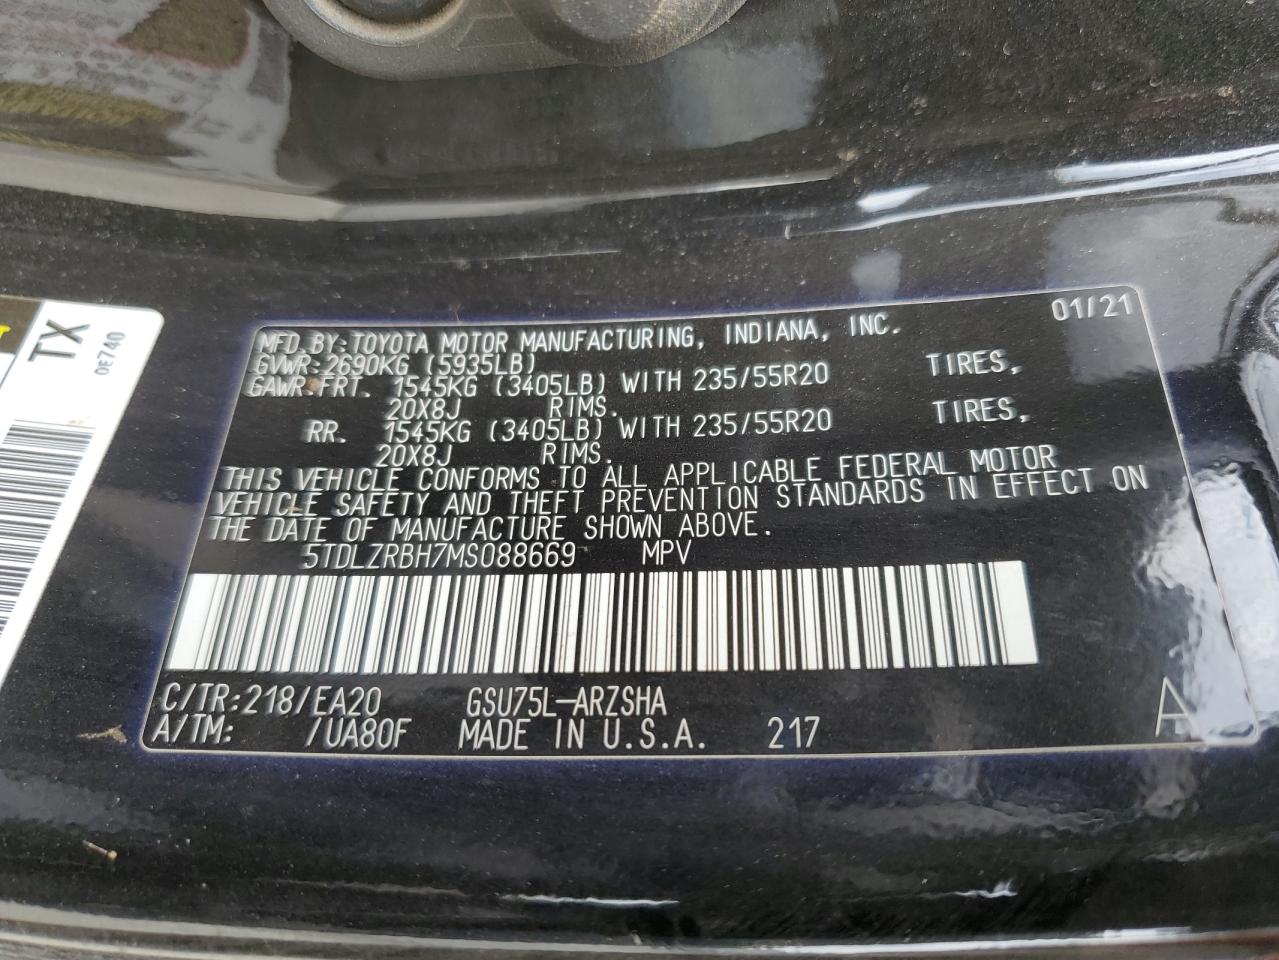 TX
OE740
MFD. BY: TOYOTA MOTOR MANUFACTURING, INDIANA, INC. 01/21
GVWR: 2690KG (5935LB)
GAWR: FRT. 1545KG (3405LB) WITH 235/55R20 TIRES,
20X8J RIMS.
RR. 1545KG (3405LB) WITH 235/55R20 TIRES,
20X8J RIMS.
THIS VEHICLE CONFORMS TO ALL APPLICABLE FEDERAL MOTOR
VEHICLE SAFETY AND THEFT PREVENTION STANDARDS IN EFFECT ON
THE DATE OF MANUFACTURE SHOWN ABOVE.
5TDLZRBH7MS088669 MPV
C/TR: 218/EA20 GSU75L-ARZSHA
A/TM: /UA80F MADE IN U.S.A. 217 A